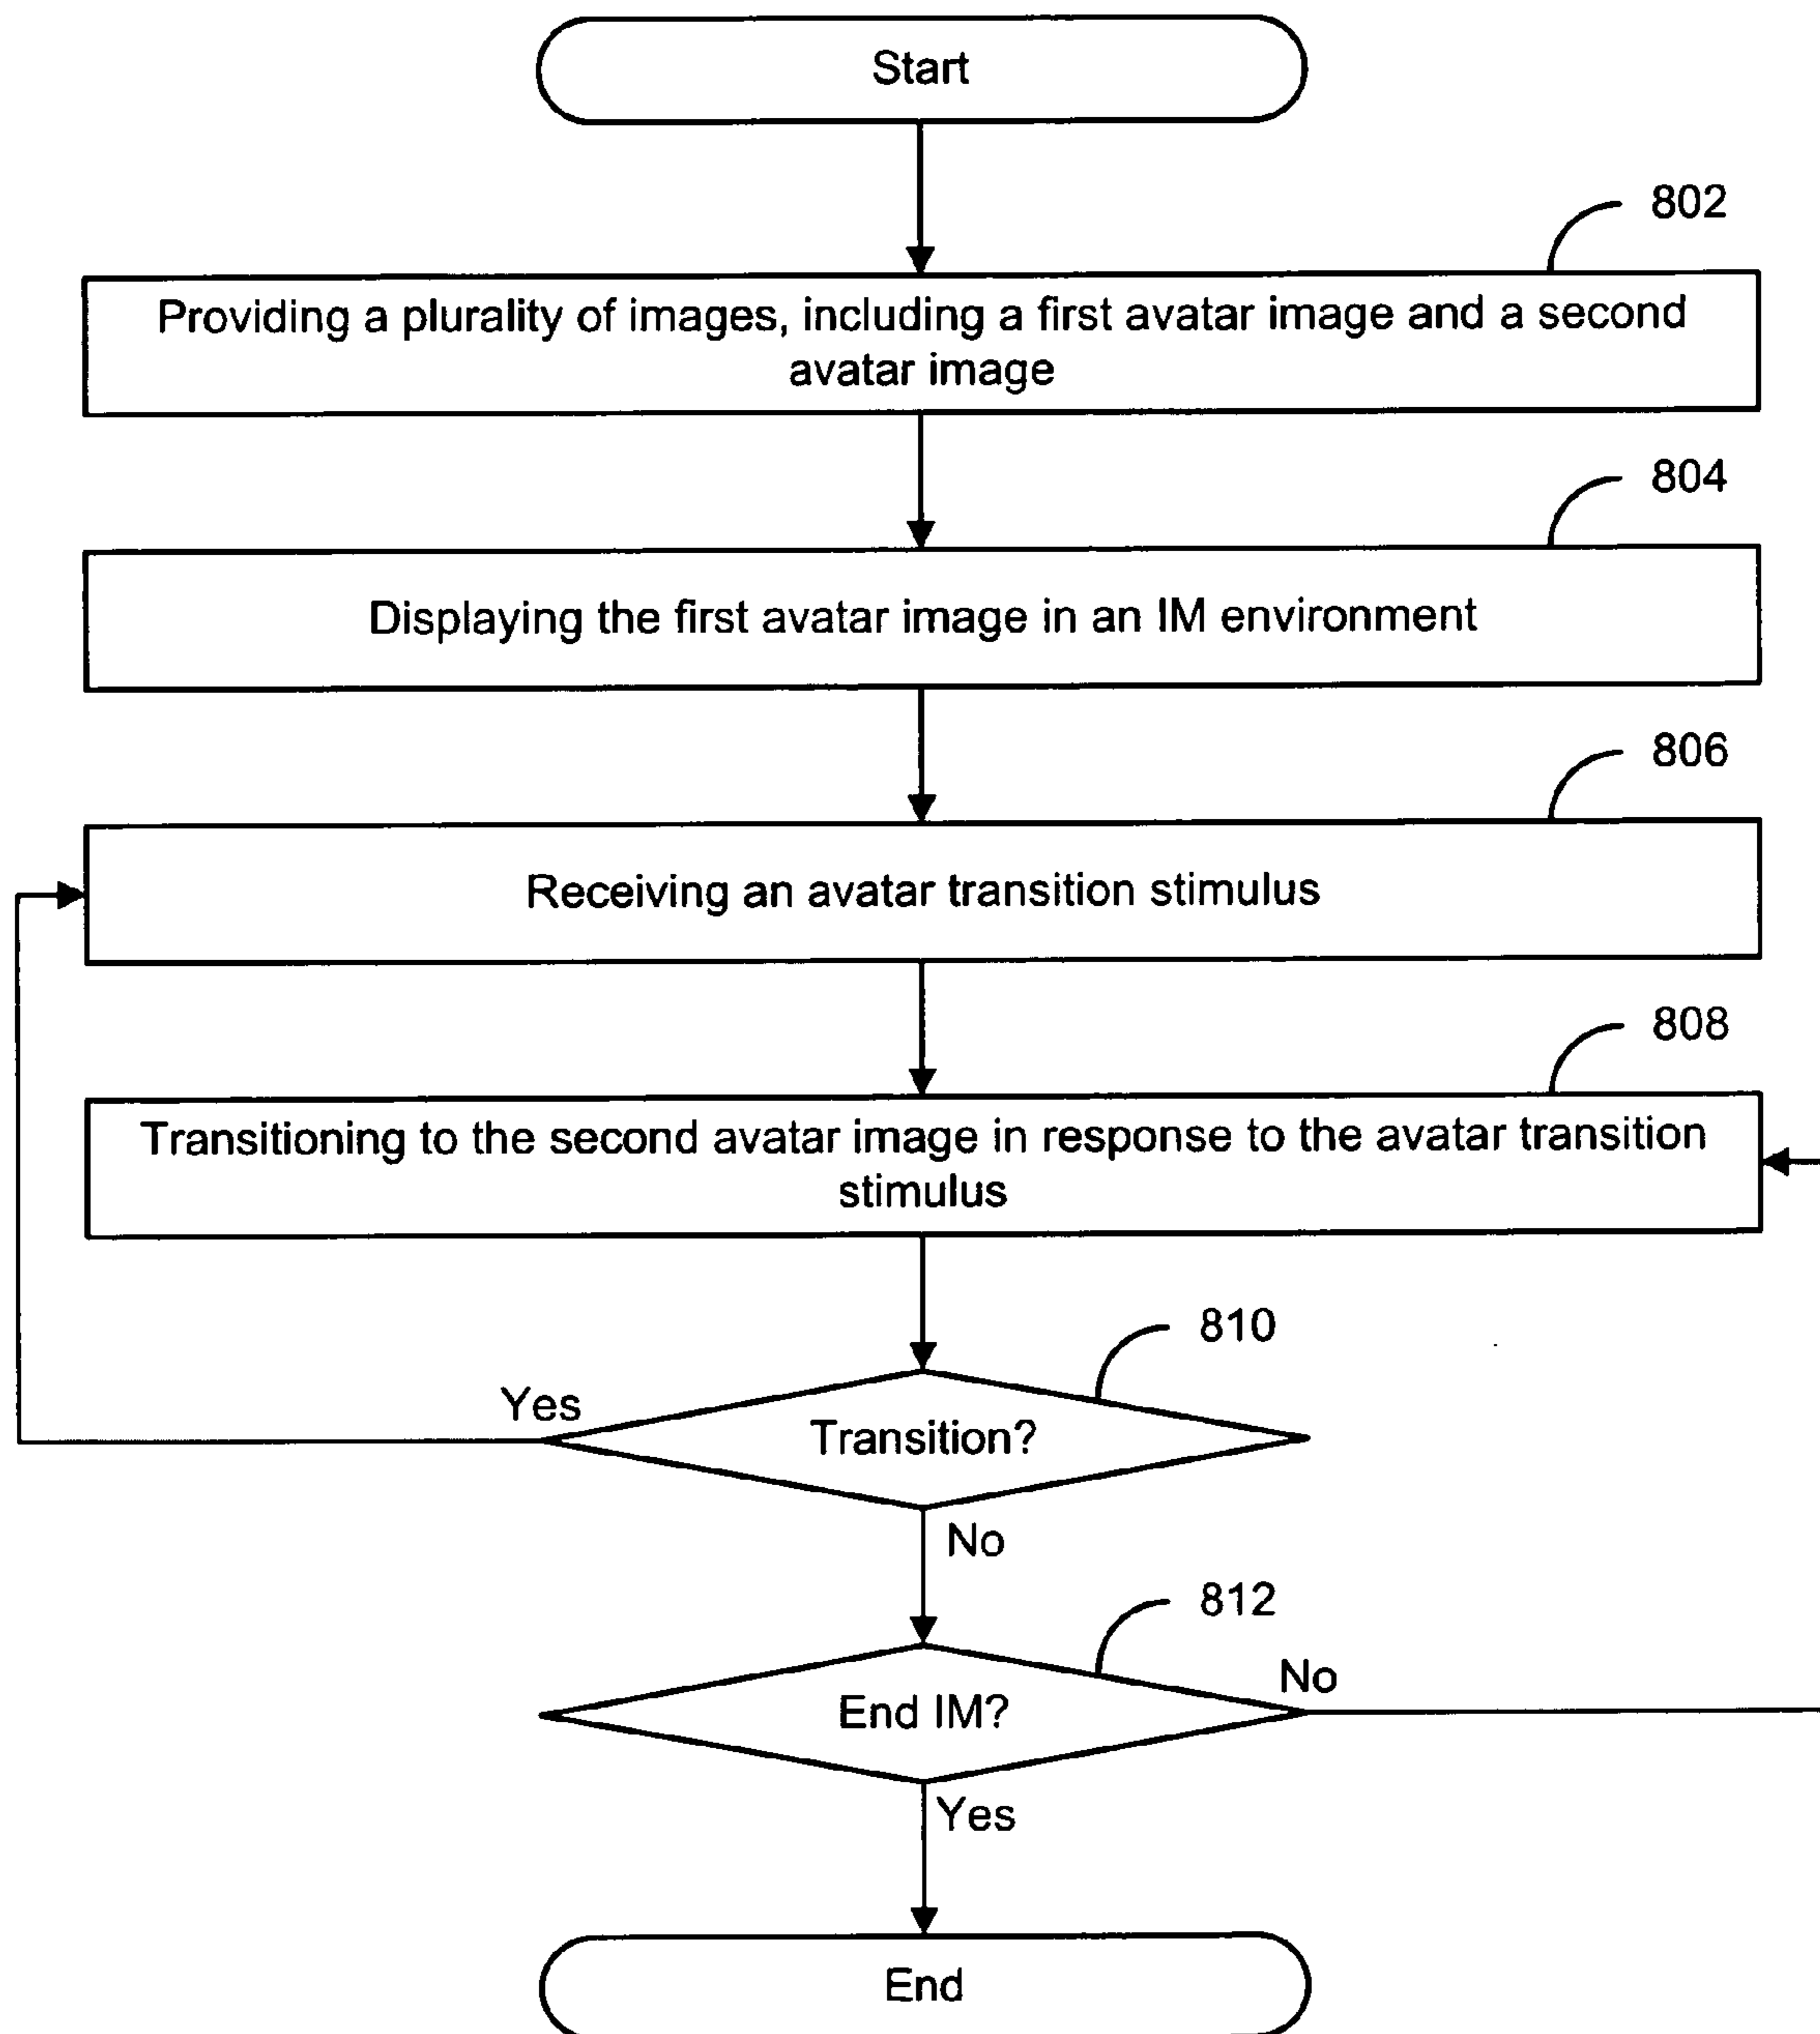 Start
802
Providing a plurality of images, including a first avatar image and a second
avatar image
804
Displaying the first avatar image in an IM environment
806
Receiving an avatar transition stimulus
808
Transitioning to the second avatar image in response to the avatar transition
stimulus
810
Yes
Transition?
No
812
No
End IM?
Yes
End